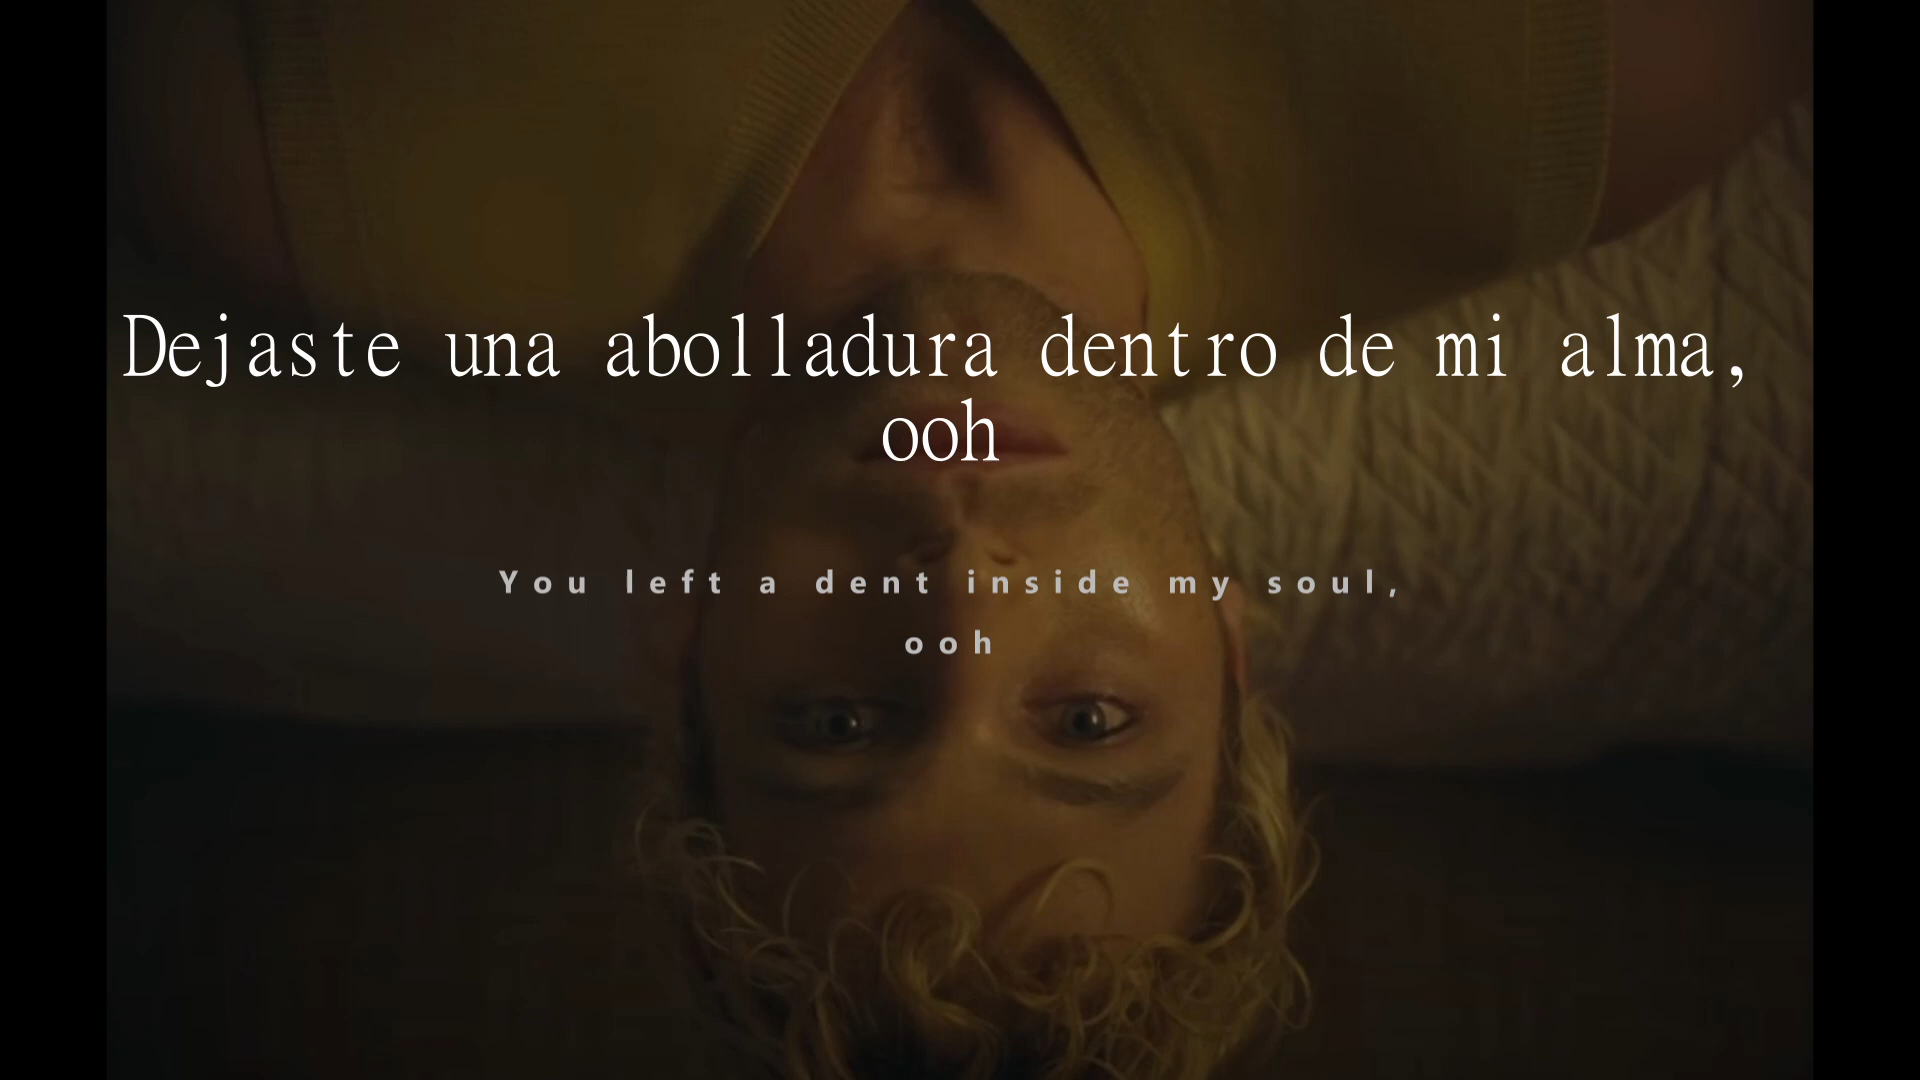 Dejaste una abolladura dentro de mi alma,
ooh
You left a dent inside my soul,
ooh